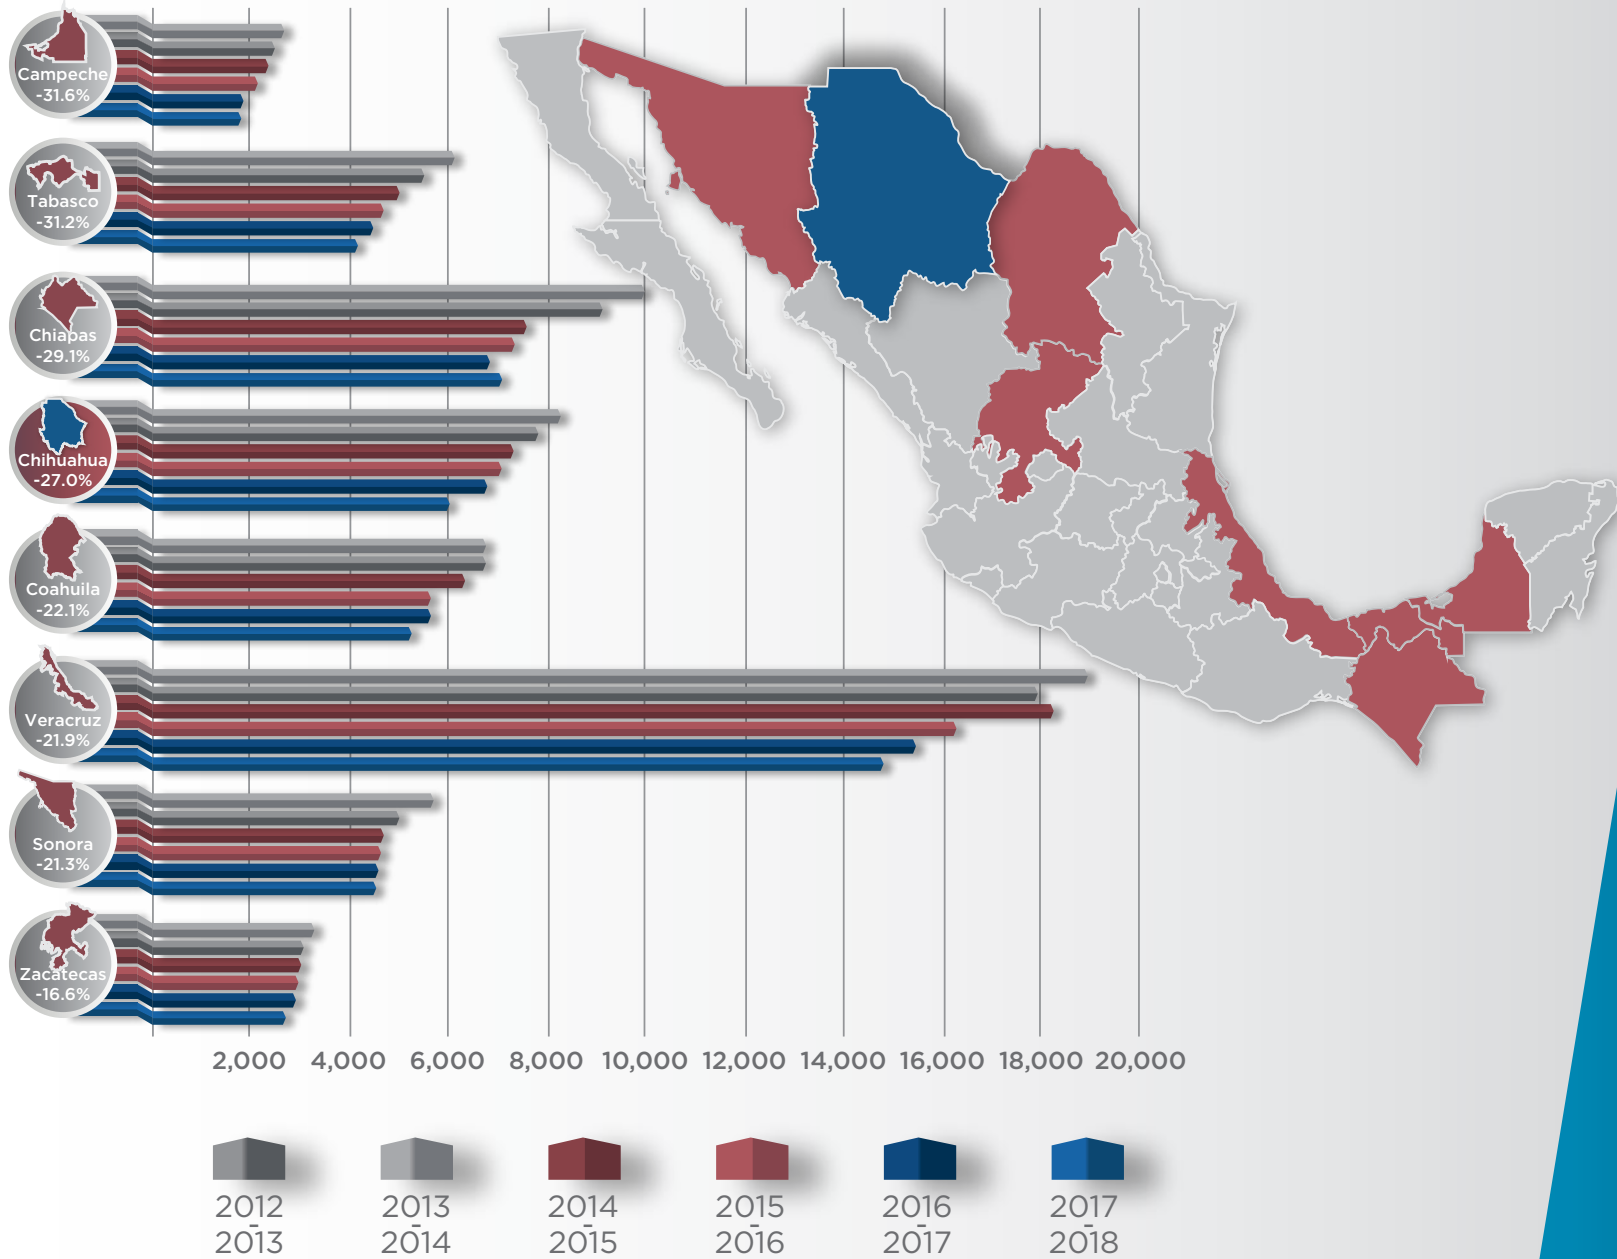 Campeche
-31.6%
Tabasco
-31.2%
Chiapas
-29.1%
Chihuahua
-27.0%
Coahuila
-22.1%
Veracruz
-21.9%
Sonora
-21.3%
Zacatecas
-16.6%
2,000 4,000 6,000 8,000 10,000 12,000 14,000 16,000 18,000 20,000
2012
-
2013
2013
-
2014
2014
-
2015
2015
-
2016
2016
-
2017
2017
-
2018